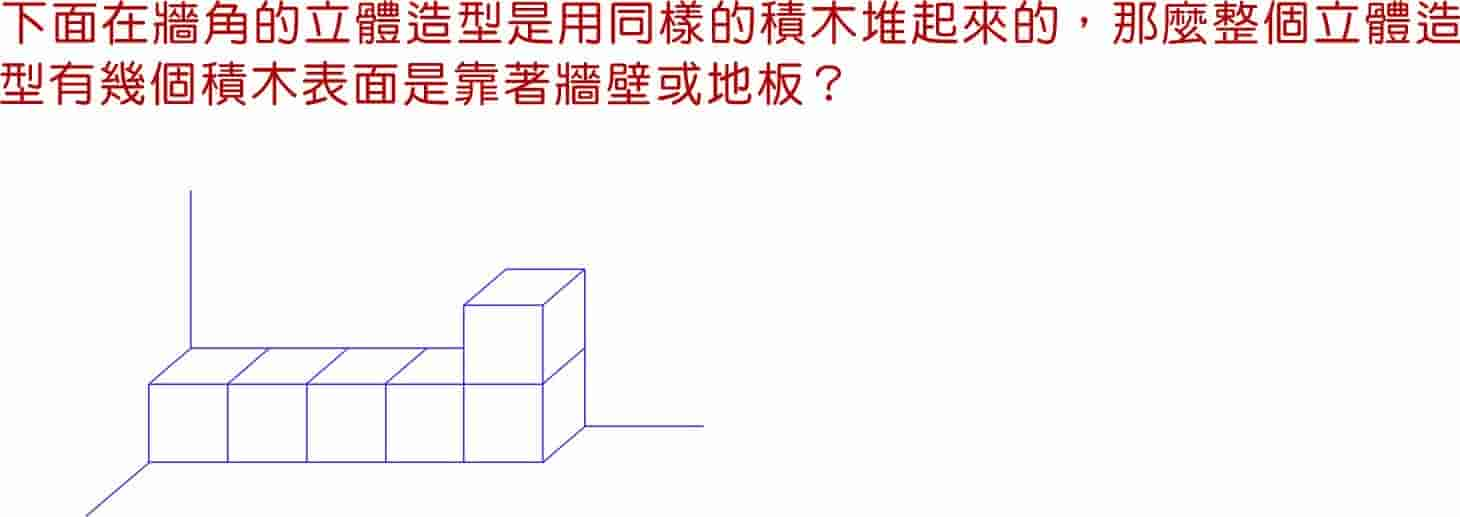 下面在牆角的立體造型是用同樣的積木堆起來的，那麼整個立體造
型有幾個積木表面是靠著牆壁或地板？